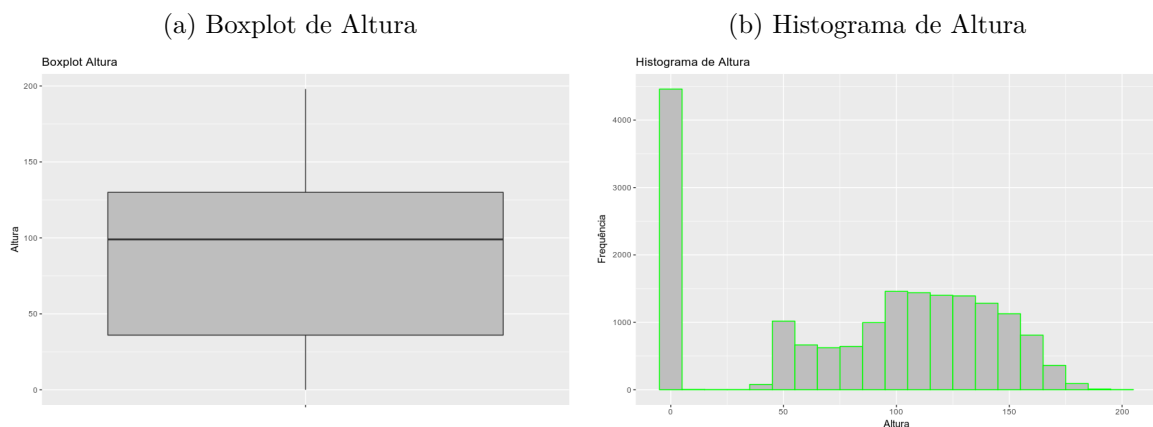 (a) Boxplot de Altura
Boxplot Altura
200
150
100
50
0
Altura
(b) Histograma de Altura
Histograma de Altura
4000
3000
2000
1000
0
Frequência
0 50 100 150 200
Altura